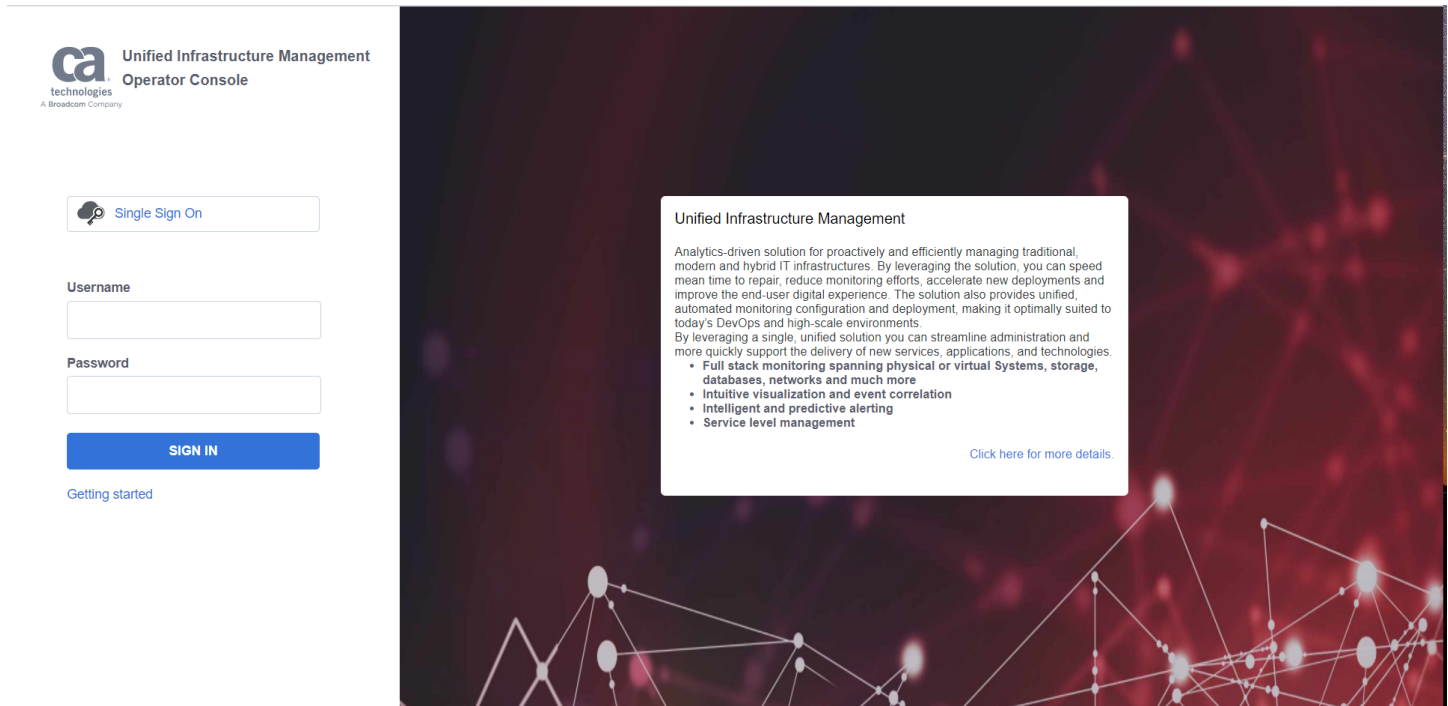 ca
technologies
A Broadcom Company
Unified Infrastructure Management
Operator Console
Single Sign On
Username
Password
SIGN IN
Getting started
Unified Infrastructure Management
Analytics-driven solution for proactively and efficiently managing traditional,
modern and hybrid IT infrastructures. By leveraging the solution, you can speed
mean time to repair, reduce monitoring efforts, accelerate new deployments and
improve the end-user digital experience. The solution also provides unified,
automated monitoring configuration and deployment, making it optimally suited to
today's DevOps and high-scale environments.
By leveraging a single, unified solution you can streamline administration and
more quickly support the delivery of new services, applications, and technologies.
• Full stack monitoring spanning physical or virtual Systems, storage,
databases, networks and much more
• Intuitive visualization and event correlation
• Intelligent and predictive alerting
• Service level management
Click here for more details.